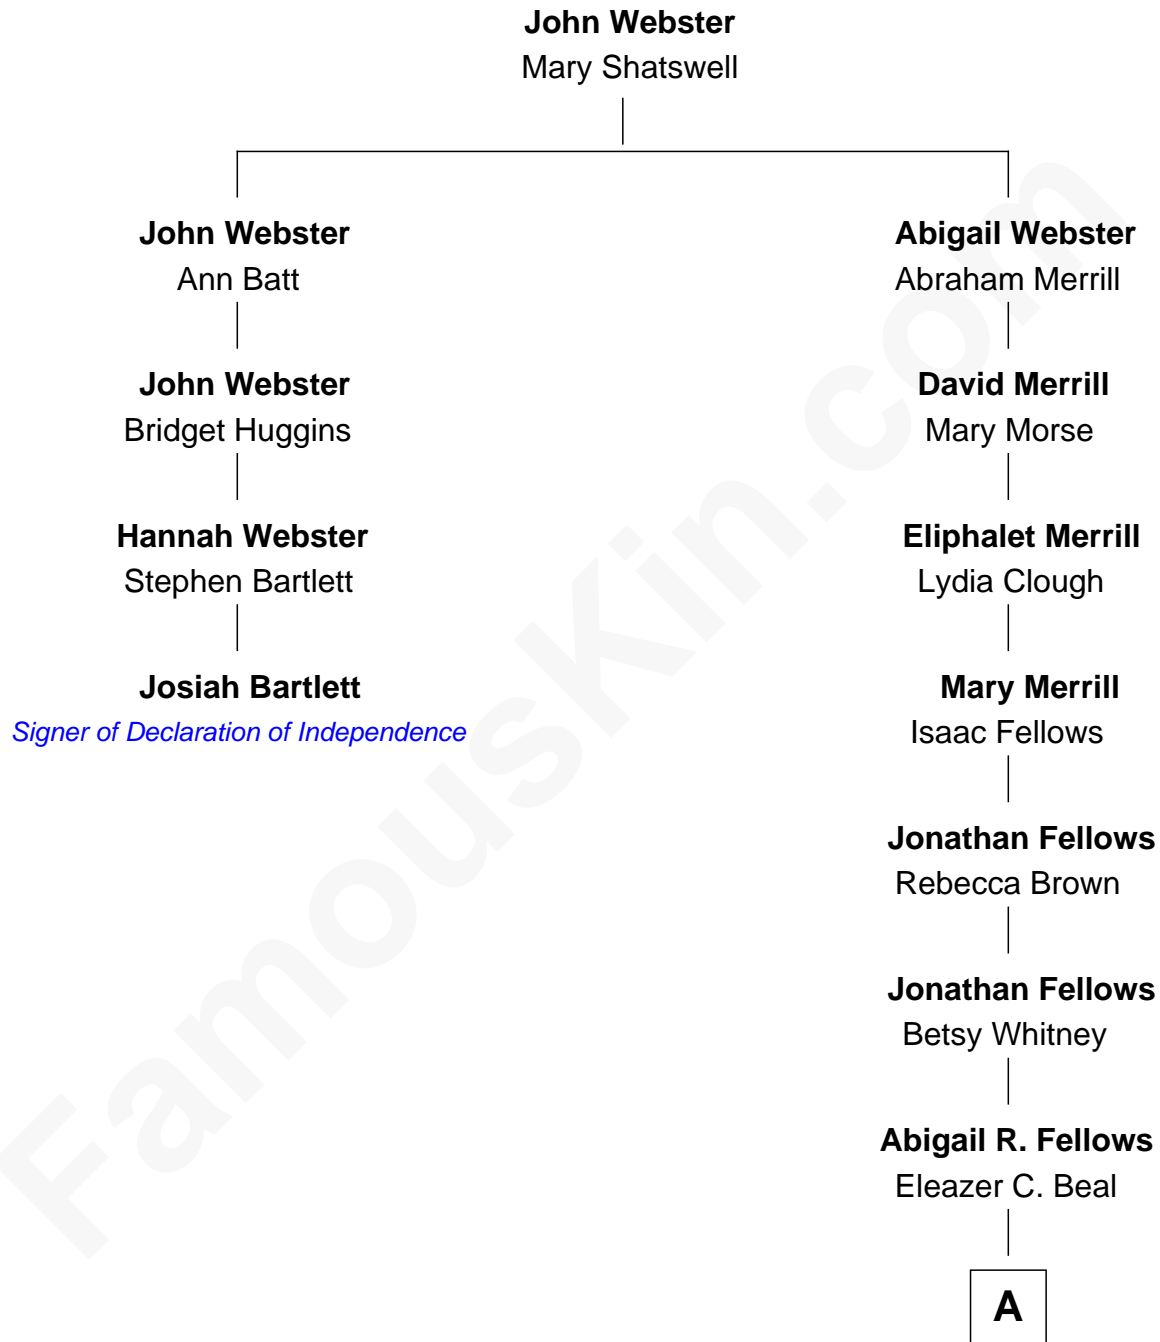 John Webster
Mary Shatswell
John Webster
Ann Batt
John Webster
Bridget Huggins
Hannah Webster
Stephen Bartlett
Josiah Bartlett
Signer of Declaration of Independence
Abigail Webster
Abraham Merrill
David Merrill
Mary Morse
Eliphalet Merrill
Lydia Clough
Mary Merrill
Isaac Fellows
Jonathan Fellows
Rebecca Brown
Jonathan Fellows
Betsy Whitney
Abigail R. Fellows
Eleazer C. Beal
A
FamousKin.com